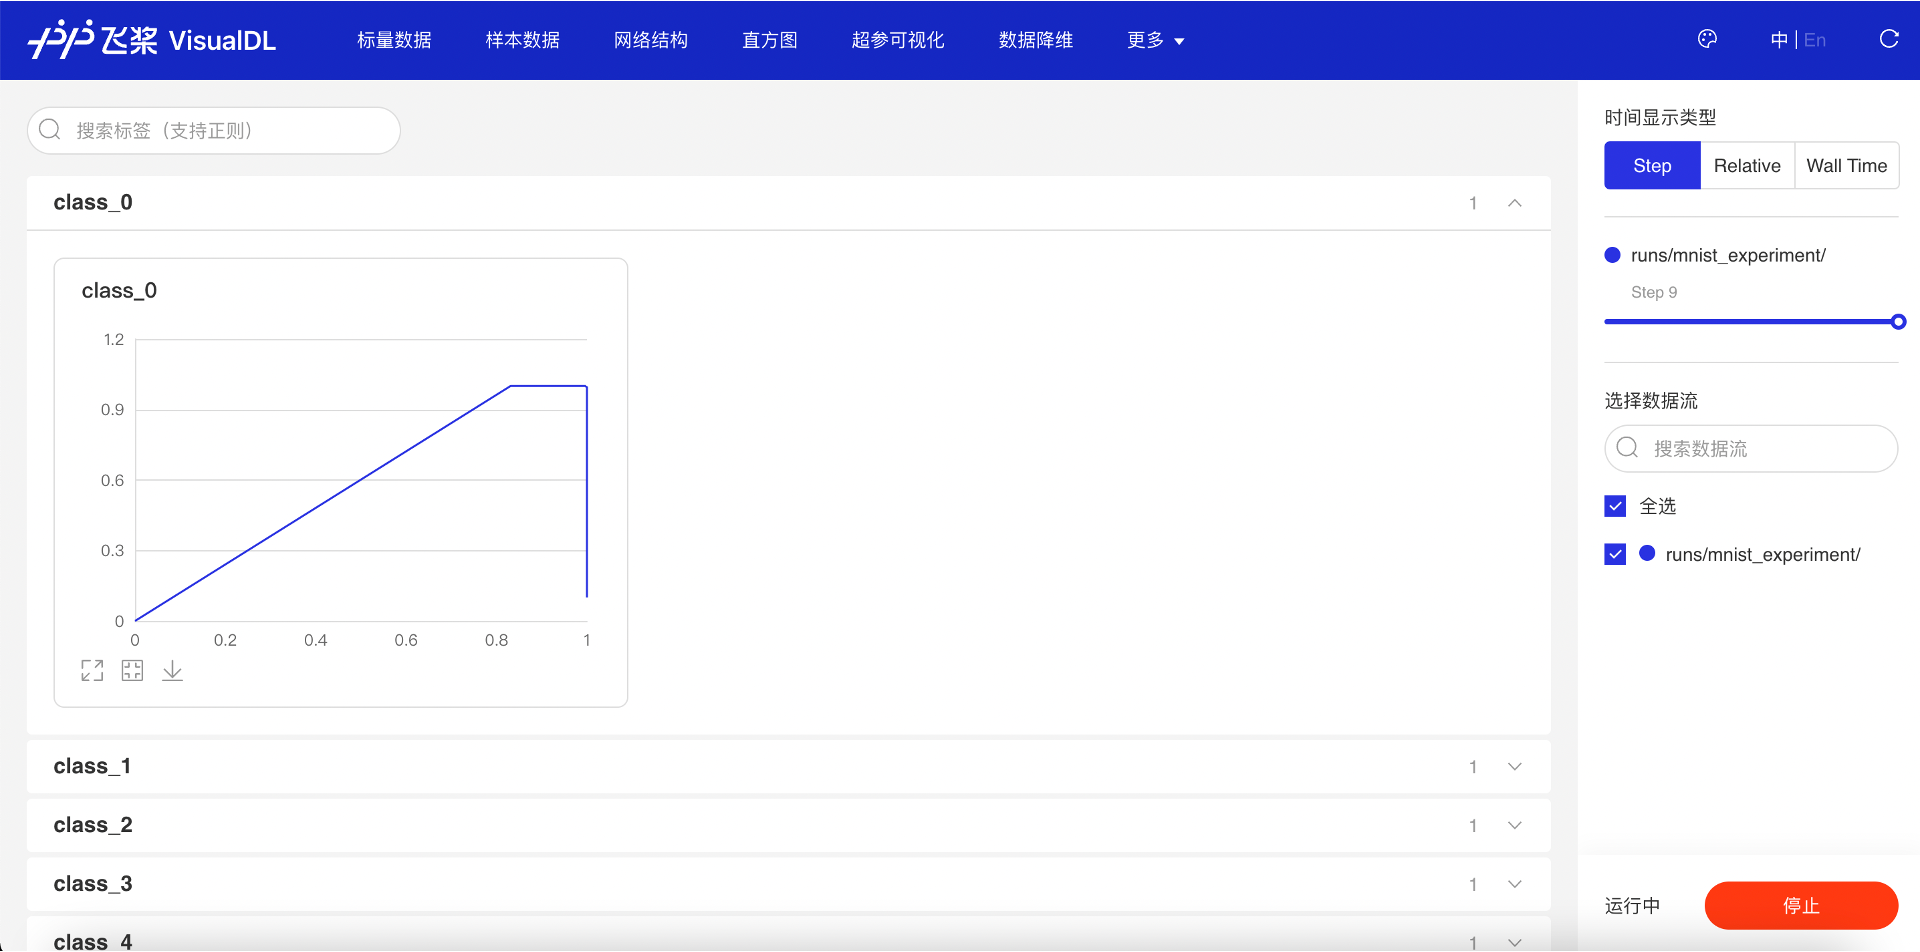 飞桨 VisualDL 标量数据 样本数据 网络结构 直方图 超参可视化 数据降维 更多 中 | En
搜索标签（支持正则）
class_0 1
class_0
1.2
0.9
0.6
0.3
0
0 0.2 0.4 0.6 0.8 1
class_1 1
class_2 1
class_3 1
class_4 1
时间显示类型
Step Relative Wall Time
runs/mnist_experiment/
Step 9
选择数据流
搜索数据流
全选
runs/mnist_experiment/
运行中 停止